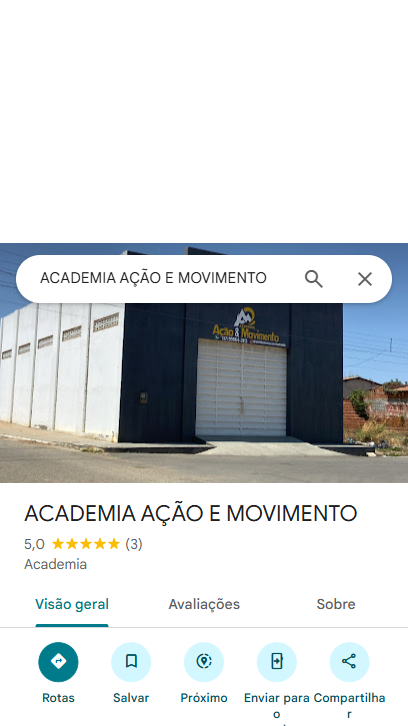 ACADEMIA AÇÃO E MOVIMENTO
Ação & Movimento
ACADEMIA AÇÃO E MOVIMENTO
5,0 ★★★★★ (3)
Academia
Visão geral
Avaliações
Sobre
Rotas
Salvar
Próximo
Enviar para
o
Compartilha
r